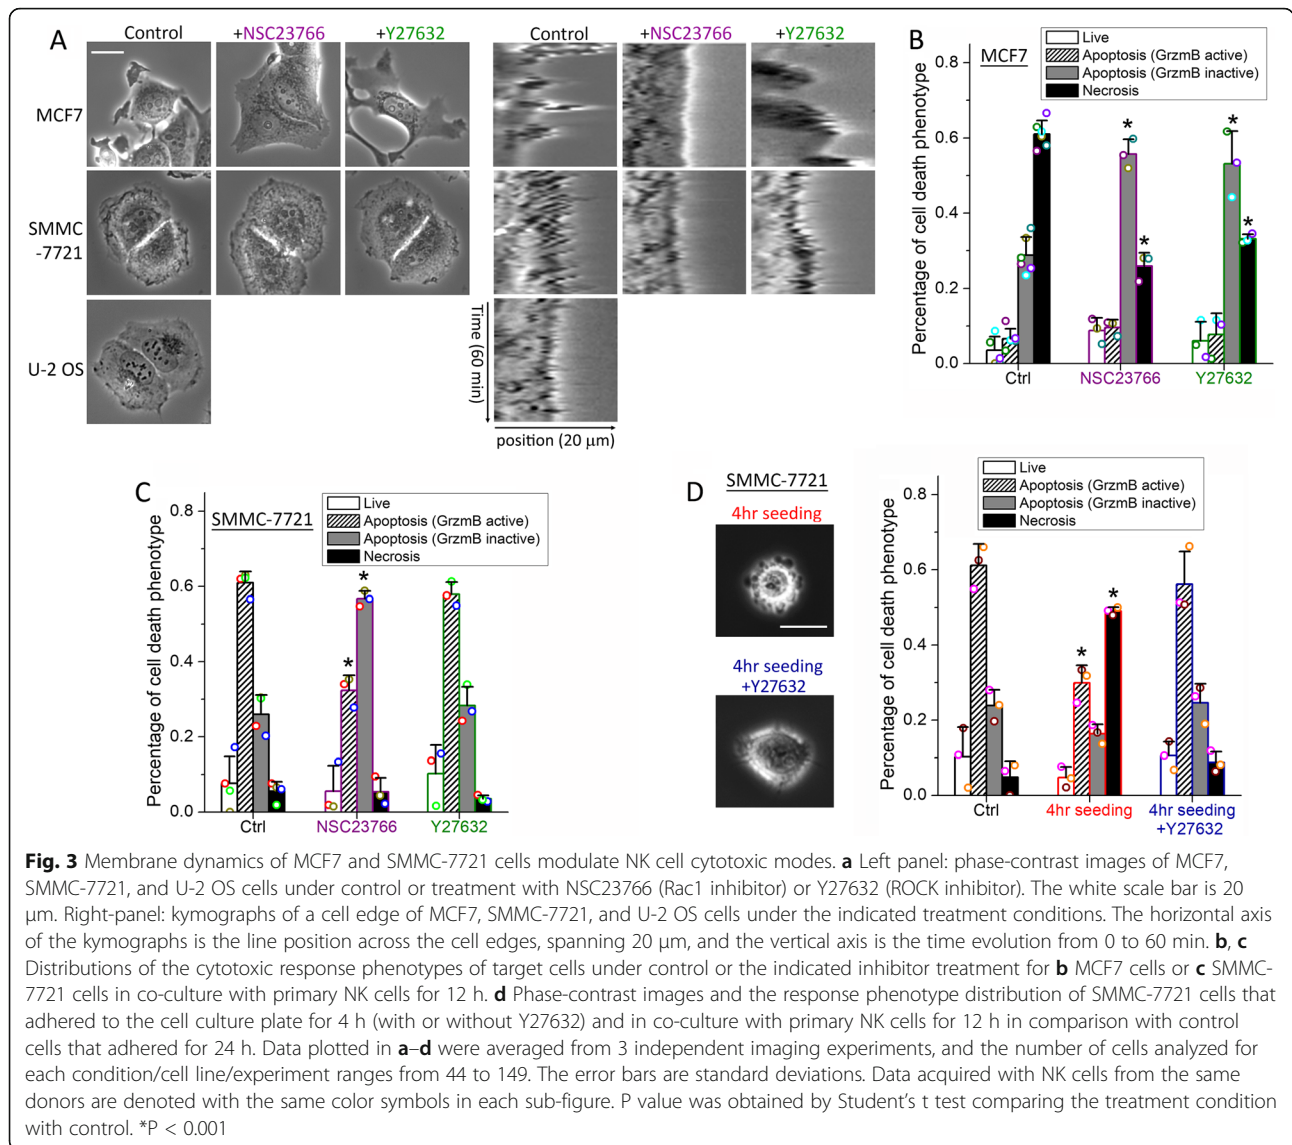 A
Control
+NSC23766
+Y27632
Control
+NSC23766
+Y27632
MCF7
SMMC
-7721
U-2 OS
Time (60 min)
position (20 μm)
B
MCF7
Live
Apoptosis (GrzmB active)
Apoptosis (GrzmB inactive)
Necrosis
Percentage of cell death phenotype
0.8
0.6
0.4
0.2
0.0
*
*
*
*
Ctrl
NSC23766
Y27632
C
SMMC-7721
Live
Apoptosis (GrzmB active)
Apoptosis (GrzmB inactive)
Necrosis
Percentage of cell death phenotype
0.8
0.6
0.4
0.2
0.0
*
*
Ctrl
NSC23766
Y27632
D
SMMC-7721
4hr seeding
4hr seeding
+Y27632
Live
Apoptosis (GrzmB active)
Apoptosis (GrzmB inactive)
Necrosis
Percentage of cell death phenotype
0.8
0.6
0.4
0.2
0.0
*
*
Ctrl
4hr seeding
4hr seeding
+Y27632
Fig. 3 Membrane dynamics of MCF7 and SMMC-7721 cells modulate NK cell cytotoxic modes. a Left panel: phase-contrast images of MCF7,
SMMC-7721, and U-2 OS cells under control or treatment with NSC23766 (Rac1 inhibitor) or Y27632 (ROCK inhibitor). The white scale bar is 20
μm. Right-panel: kymographs of a cell edge of MCF7, SMMC-7721, and U-2 OS cells under the indicated treatment conditions. The horizontal axis
of the kymographs is the line position across the cell edges, spanning 20 μm, and the vertical axis is the time evolution from 0 to 60 min. b, c
Distributions of the cytotoxic response phenotypes of target cells under control or the indicated inhibitor treatment for b MCF7 cells or c SMMC-
7721 cells in co-culture with primary NK cells for 12 h. d Phase-contrast images and the response phenotype distribution of SMMC-7721 cells that
adhered to the cell culture plate for 4 h (with or without Y27632) and in co-culture with primary NK cells for 12 h in comparison with control
cells that adhered for 24 h. Data plotted in a–d were averaged from 3 independent imaging experiments, and the number of cells analyzed for
each condition/cell line/experiment ranges from 44 to 149. The error bars are standard deviations. Data acquired with NK cells from the same
donors are denoted with the same color symbols in each sub-figure. P value was obtained by Student's t test comparing the treatment condition
with control. *P < 0.001